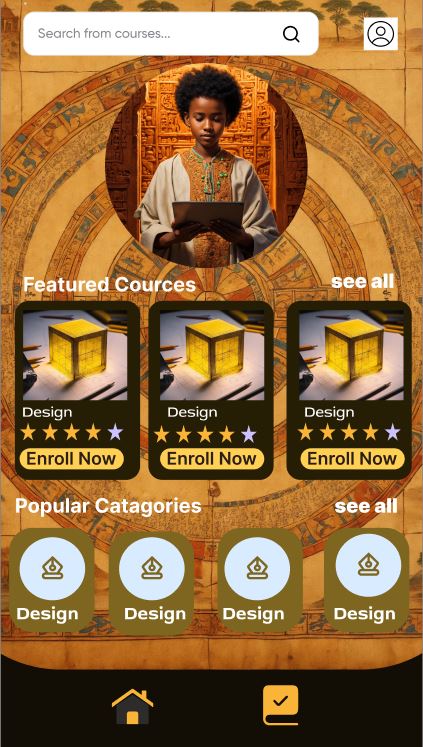 Search from courses...
Featured Cources see all
Design Design Design
Enroll Now Enroll Now Enroll Now
Popular Catagories see all
Design Design Design Design